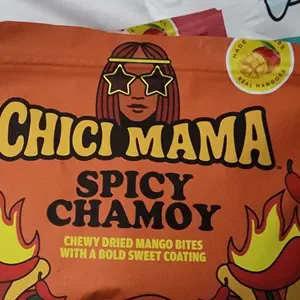 CHICI MAMA
REAL MANGOES
SPICY
CHAMOY
CHEWY DRIED MANGO BITES
WITH A BOLD SWEET COATING